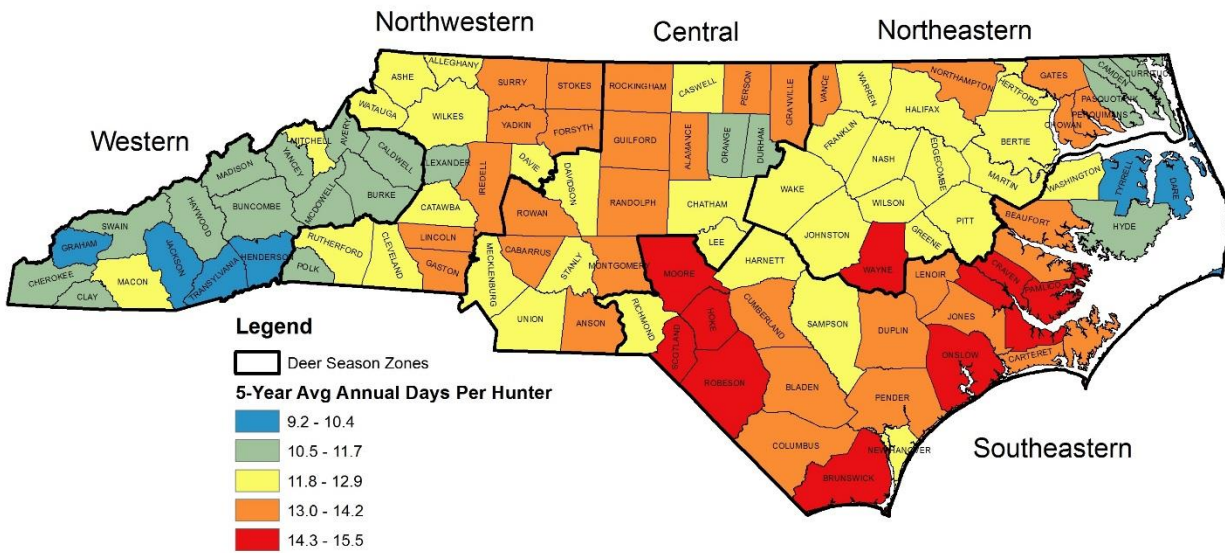 Northwestern
Central
Northeastern
Western
Southeastern
ALLEGHANY
ASHE
SURRY
STOKES
ROCKINGHAM
CASWELL
PERSON
GRANVILLE
VANCE
WARREN
NORTHAMPTON
HERTFORD
GATES
CAMDEN
CURRITUCK
PASQUOTANK
PERQUIMANS
CHOWAN
WATAUGA
WILKES
YADKIN
FORSYTH
GUILFORD
ALAMANCE
ORANGE
DURHAM
FRANKLIN
HALIFAX
BERTIE
MITCHELL
AVERY
CALDWELL
ALEXANDER
IREDELL
DAVIE
DAVIDSON
RANDOLPH
CHATHAM
WAKE
NASH
EDGECOMBE
MARTIN
WASHINGTON
TYRRELL
DARE
MADISON
YANCEY
MCDOWELL
BURKE
CATAWBA
ROWAN
WILSON
PITT
BEAUFORT
HYDE
SWAIN
HAYWOOD
BUNCOMBE
RUTHERFORD
CLEVELAND
LINCOLN
GASTON
CABARRUS
STANLY
MONTGOMERY
MOORE
LEE
HARNETT
JOHNSTON
WAYNE
GREENE
LENOIR
CRAVEN
PAMLICO
GRAHAM
JACKSON
TRANSYLVANIA
HENDERSON
POLK
MECKLENBURG
CHEROKEE
CLAY
MACON
UNION
ANSON
RICHMOND
SCOTLAND
HOKE
CUMBERLAND
SAMPSON
DUPLIN
JONES
CARTERET
ONSLOW
ROBESON
BLADEN
PENDER
COLUMBUS
NEW HANOVER
BRUNSWICK
Legend
Deer Season Zones
5-Year Avg Annual Days Per Hunter
9.2 - 10.4
10.5 - 11.7
11.8 - 12.9
13.0 - 14.2
14.3 - 15.5